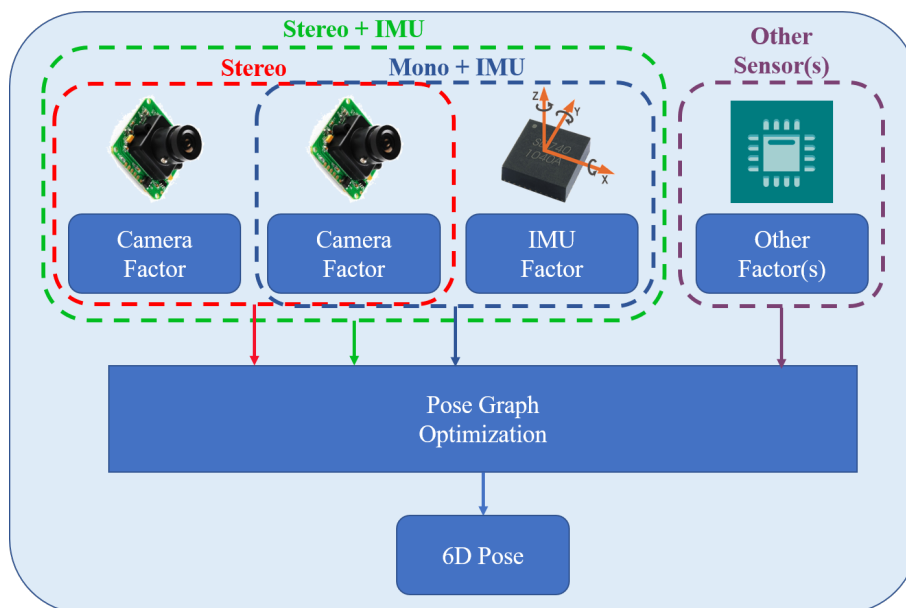 Stereo + IMU
Other
Sensor(s)
Stereo
Mono + IMU
Z
Y
X
Camera
Factor
Camera
Factor
IMU
Factor
Other
Factor(s)
Pose Graph
Optimization
6D Pose